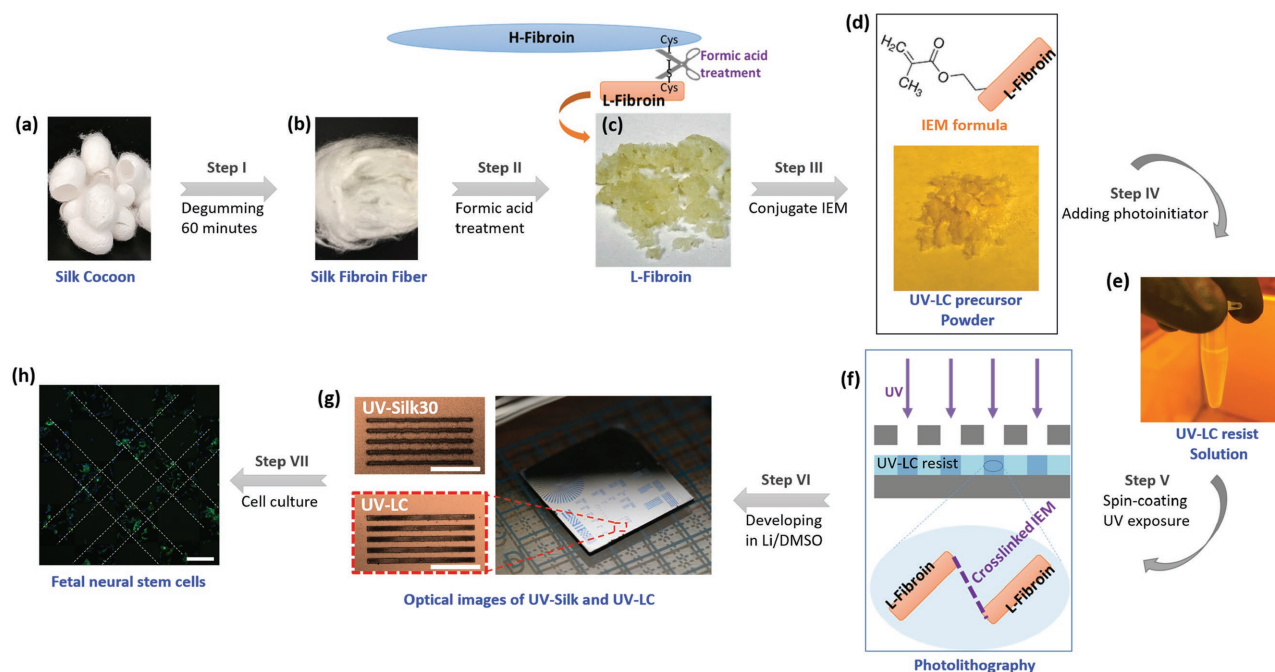 H-Fibroin
Cys
S
S
Cys
Formic acid
treatment
L-Fibroin
(a)
Silk Cocoon
Step I
Degumming
60 minutes
(b)
Silk Fibroin Fiber
Step II
Formic acid
treatment
(c)
L-Fibroin
Step III
Conjugate IEM
(d)
H₂C
O
O
CH₃
L-Fibroin
IEM formula
UV-LC precursor
Powder
Step IV
Adding photoinitiator
(e)
UV-LC resist
Solution
Step V
Spin-coating
UV exposure
(f)
UV
UV-LC resist
Crosslinked IEM
L-Fibroin
L-Fibroin
Photolithography
Step VI
Developing
in Li/DMSO
(g)
UV-Silk30
UV-LC
Optical images of UV-Silk and UV-LC
Step VII
Cell culture
(h)
Fetal neural stem cells